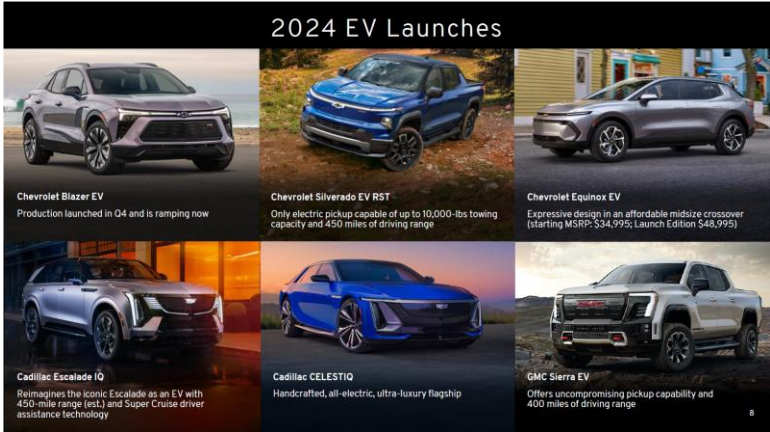 2024 EV Launches
Chevrolet Blazer EV
Production launched in Q4 and is ramping now
Chevrolet Silverado EV RST
Only electric pickup capable of up to 10,000-lbs towing
capacity and 450 miles of driving range
Chevrolet Equinox EV
Expressive design in an affordable midsize crossover
(starting MSRP: $34,995; Launch Edition $48,995)
Cadillac Escalade IQ
Reimagines the iconic Escalade as an EV with
450-mile range (est.) and Super Cruise driver
assistance technology
Cadillac CELESTIQ
Handcrafted, all-electric, ultra-luxury flagship
GMC Sierra EV
Offers uncompromising pickup capability and
400 miles of driving range
8